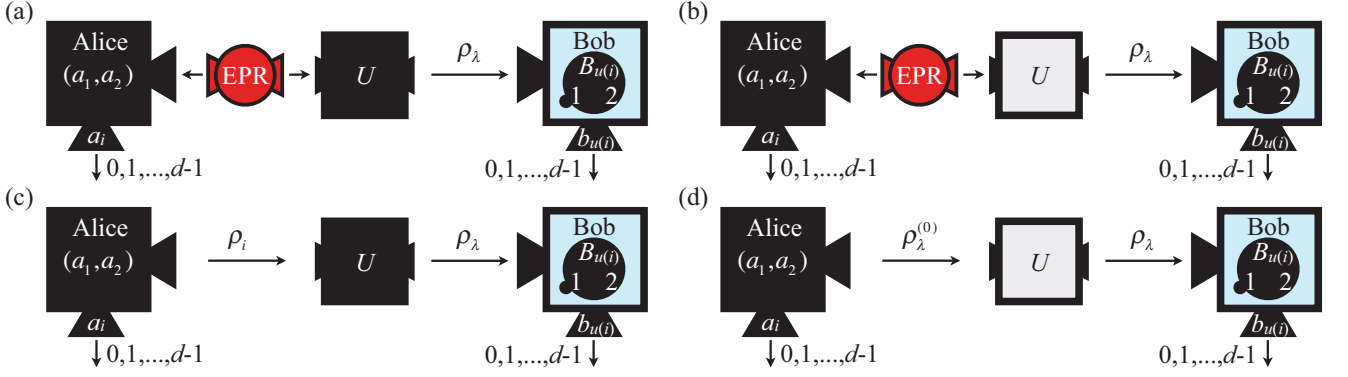 (a)
Alice
(a₁,a₂)
EPR
U
ρλ
Bob
Bu(i)
1 2
ai
0,1,...,d-1
bu(i)
0,1,...,d-1
(b)
Alice
(a₁,a₂)
EPR
U
ρλ
Bob
Bu(i)
1 2
ai
0,1,...,d-1
bu(i)
0,1,...,d-1
(c)
Alice
(a₁,a₂)
ρi
U
ρλ
Bob
Bu(i)
1 2
ai
0,1,...,d-1
bu(i)
0,1,...,d-1
(d)
Alice
(a₁,a₂)
ρλ⁽⁰⁾
U
ρλ
Bob
Bu(i)
1 2
ai
0,1,...,d-1
bu(i)
0,1,...,d-1